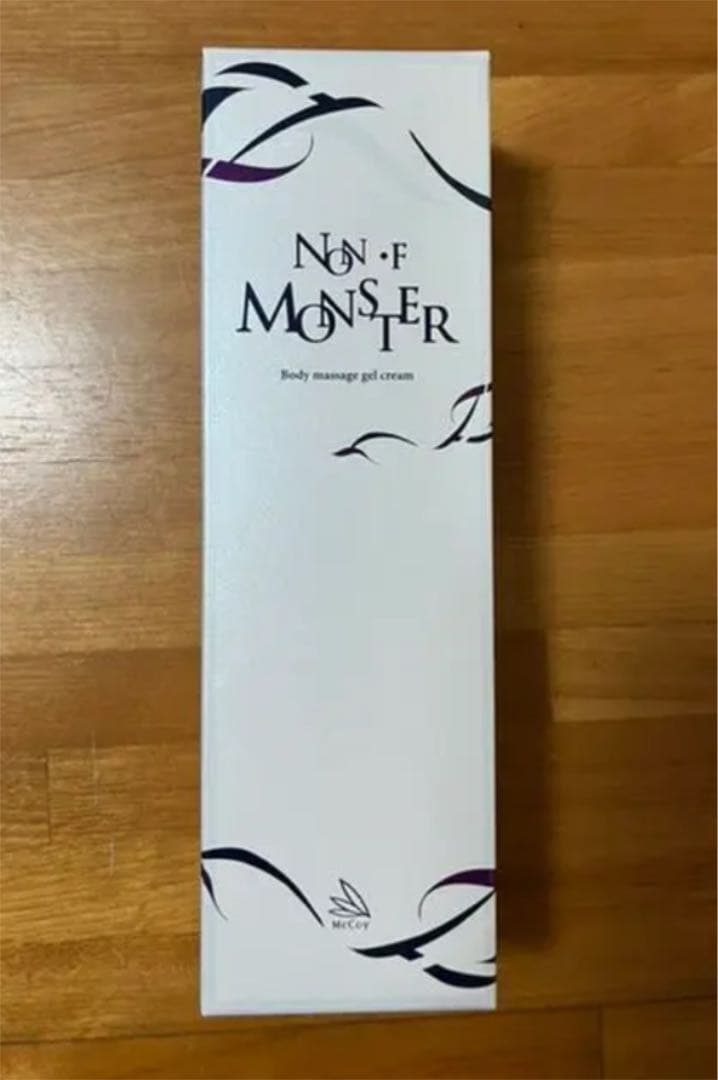 NON・F
MONSTER
Body massage gel cream
McCoy